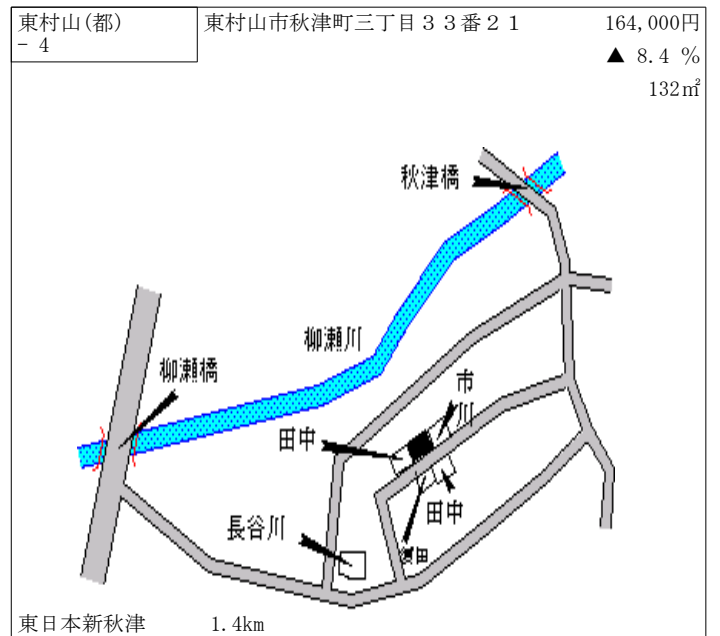 東村山(都)
－ 4
東村山市秋津町三丁目３３番２１
164,000円
▲ 8.4 %
132㎡
秋津橋
柳瀬川
柳瀬橋
市川
田中
田中
長谷川
東日本新秋津
1.4km